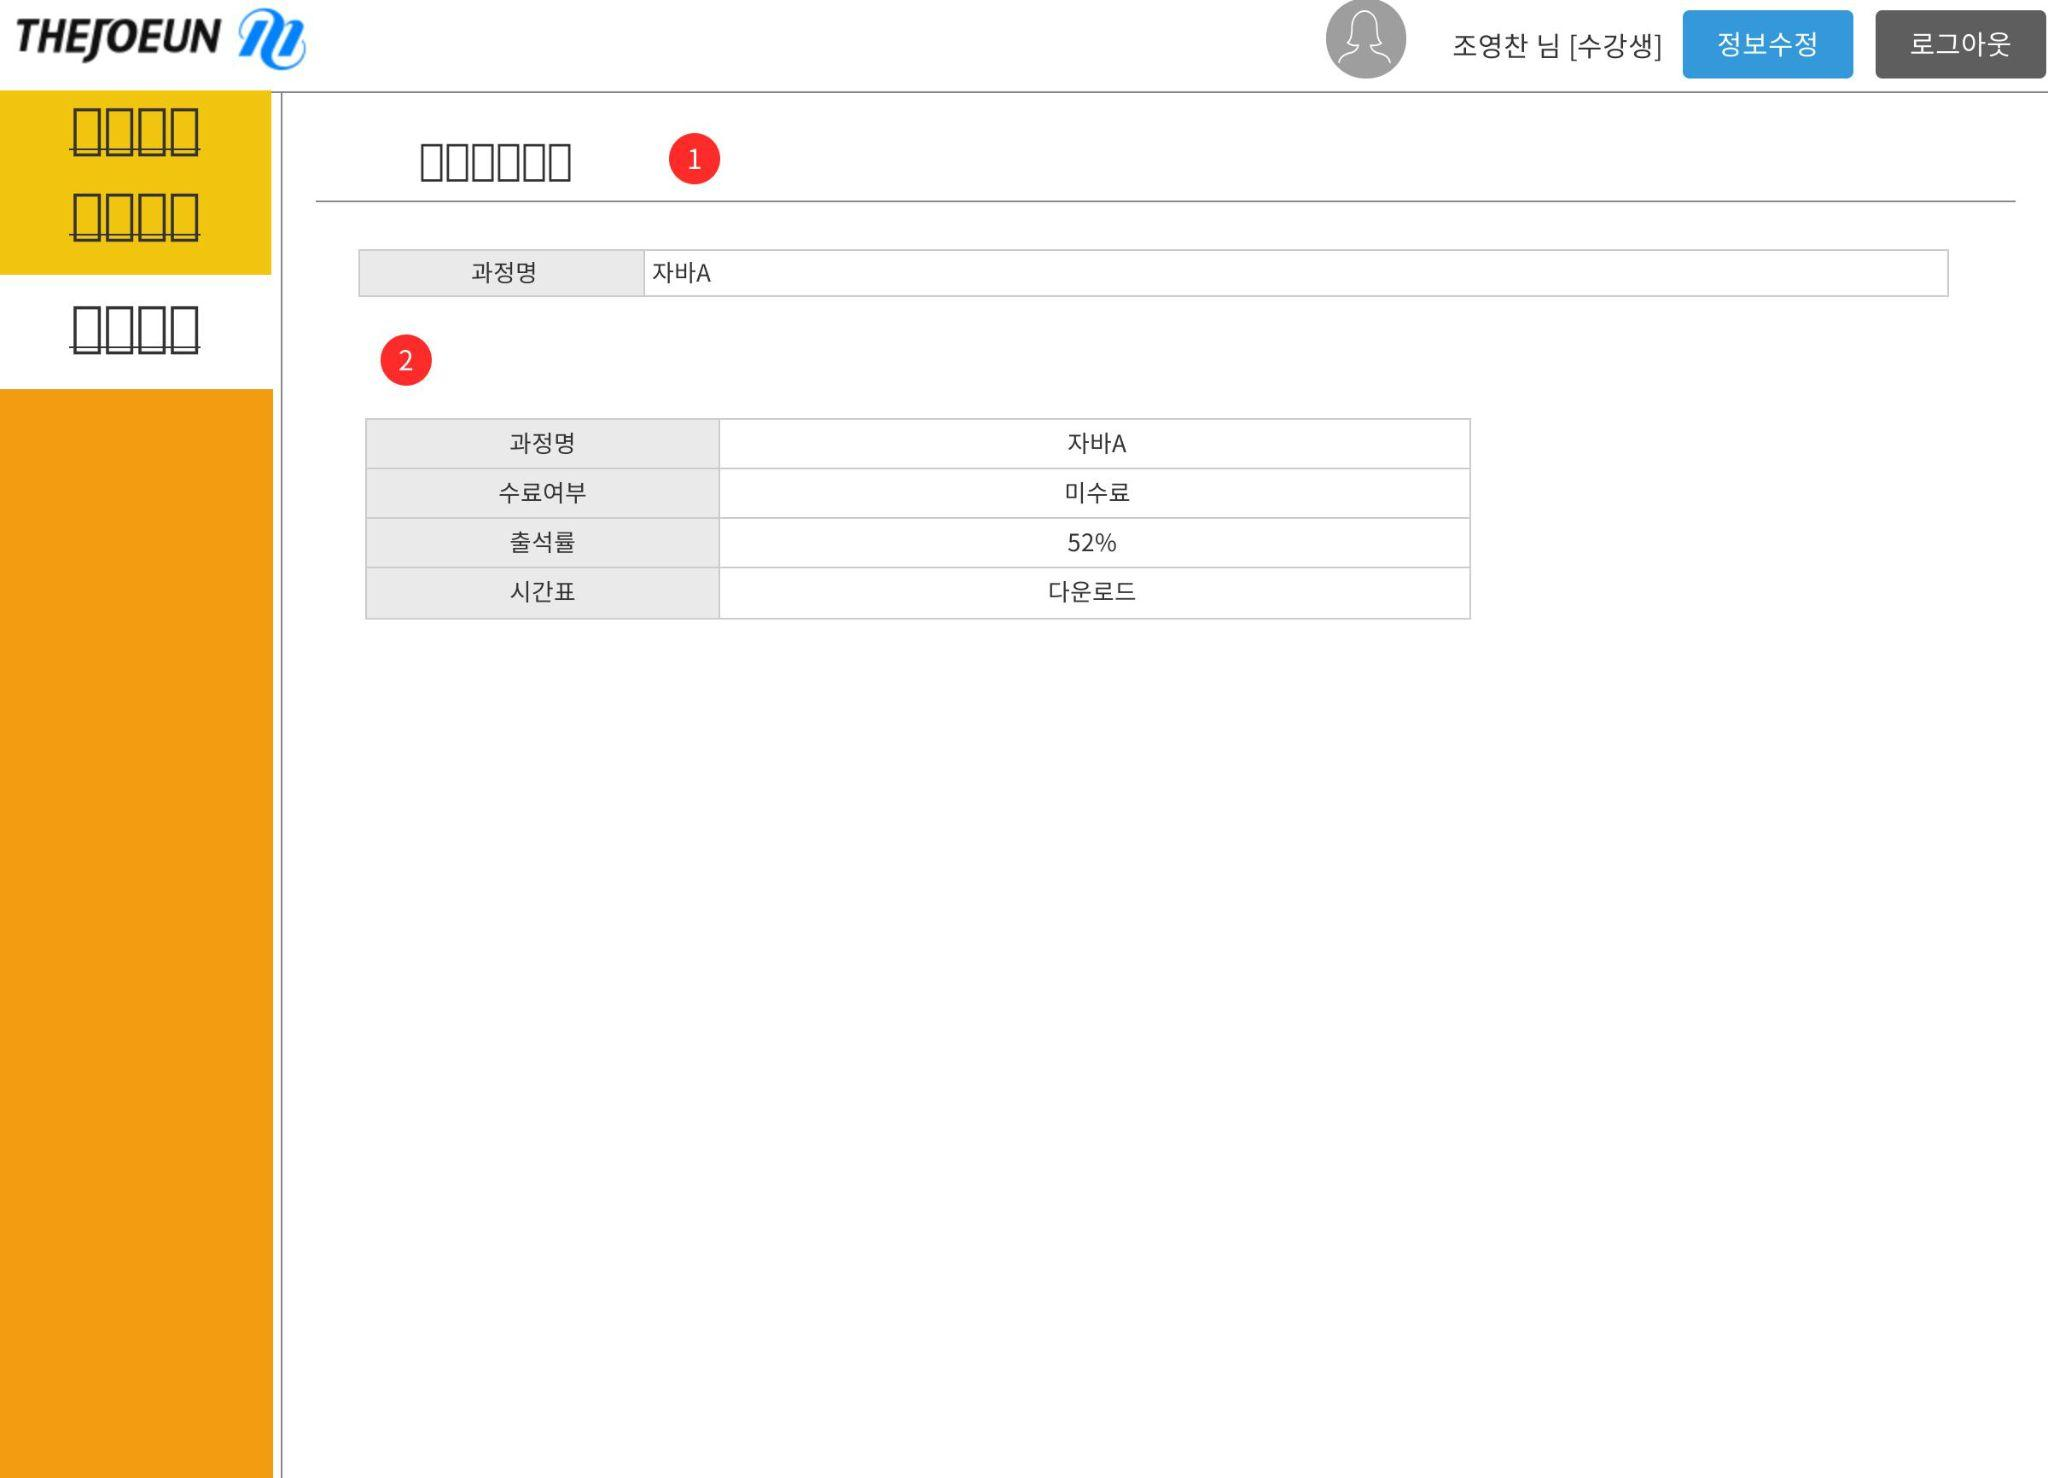 THEJOEUN
조영찬 님 [수강생]
정보수정
로그아웃
1
과정명 자바A
2
과정명 자바A
수료여부 미수료
출석률 52%
시간표 다운로드